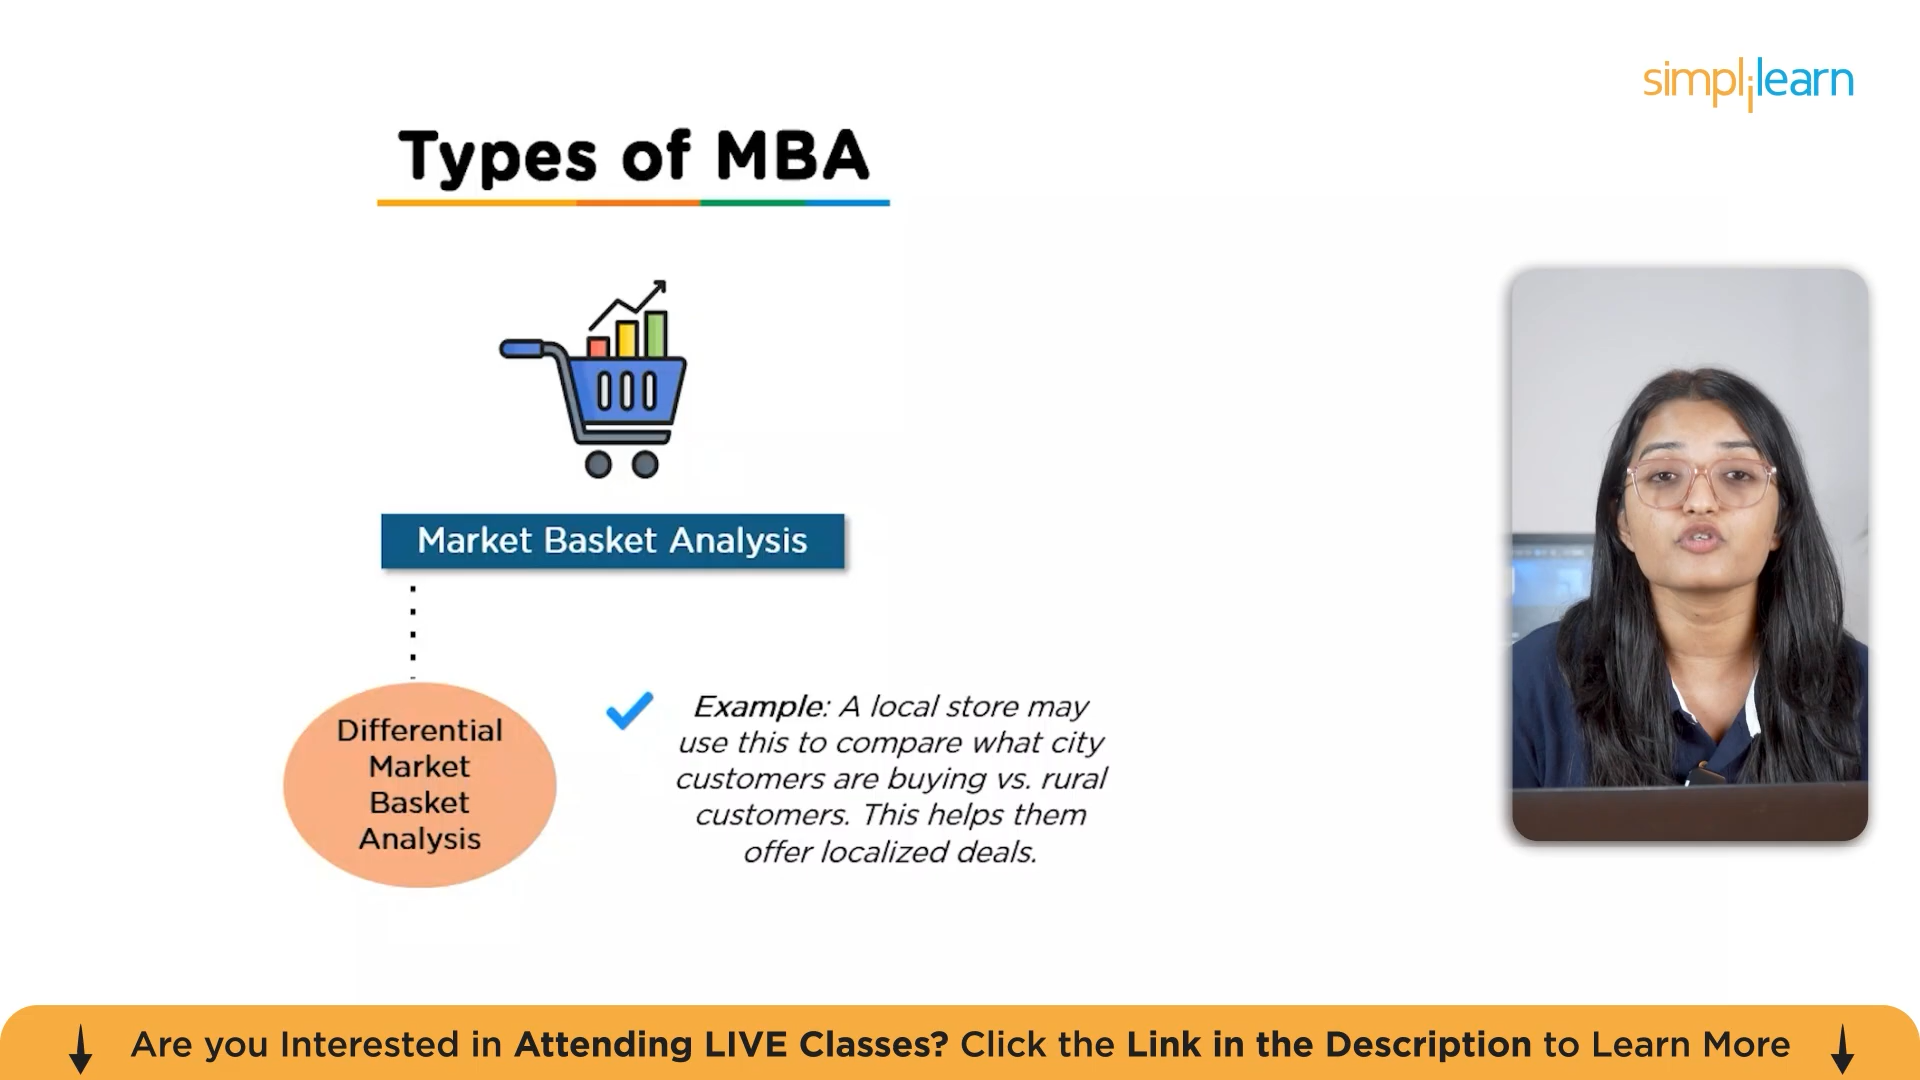 simplilearn
Types of MBA
Market Basket Analysis
Differential
Market
Basket
Analysis
Example: A local store may
use this to compare what city
customers are buying vs. rural
customers. This helps them
offer localized deals.
Are you Interested in Attending LIVE Classes? Click the Link in the Description to Learn More